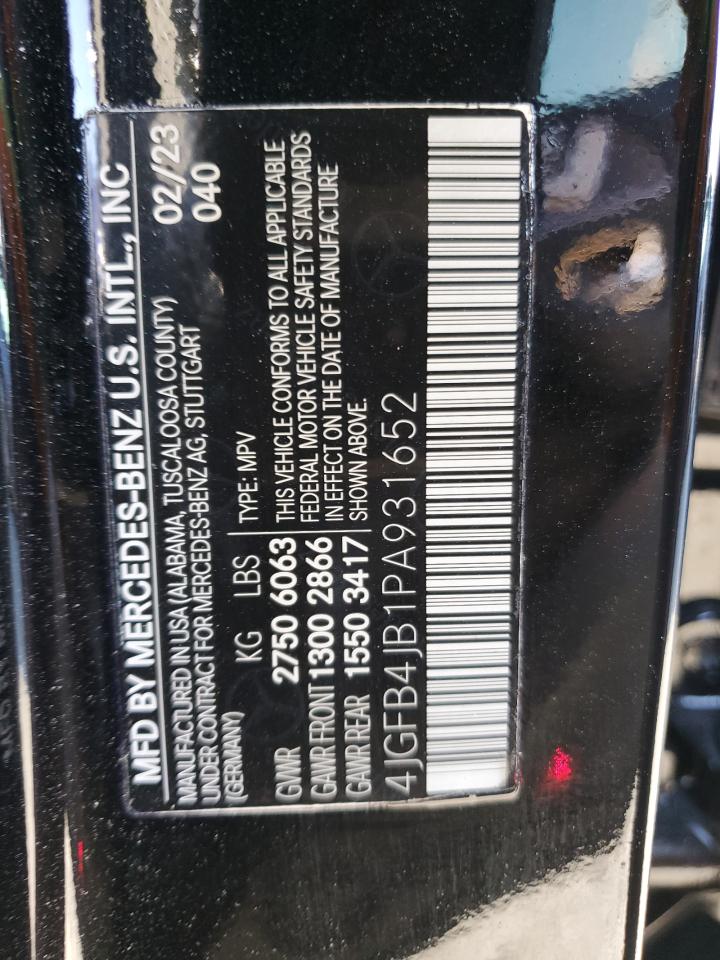 MFD BY MERCEDES-BENZ U.S. INTL., INC
MANUFACTURED IN USA (ALABAMA, TUSCALOOSA COUNTY) 02/23
UNDER CONTRACT FOR MERCEDES-BENZ AG, STUTTGART 040
(GERMANY)
KG LBS TYPE: MPV
GVWR 2750 6063
GAWR FRONT 1300 2866
GAWR REAR 1550 3417
THIS VEHICLE CONFORMS TO ALL APPLICABLE
FEDERAL MOTOR VEHICLE SAFETY STANDARDS
IN EFFECT ON THE DATE OF MANUFACTURE
SHOWN ABOVE.
4JGFB4JB1PA931652